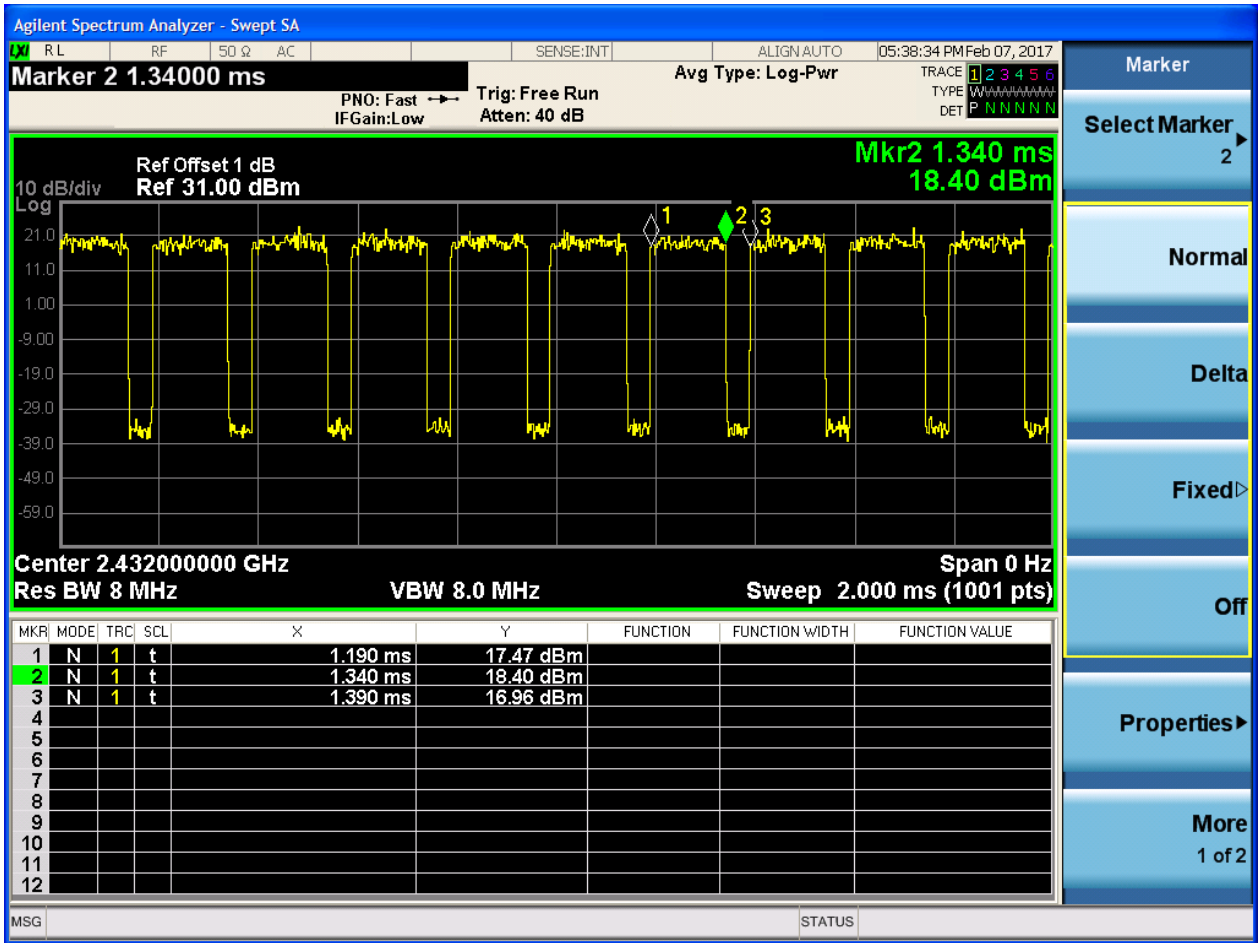 Agilent Spectrum Analyzer - Swept SA
LXI RL RF 50 Ω AC SENSE:INT ALIGNAUTO 05:38:34 PMFeb 07, 2017
Marker 2 1.34000 ms
PNO: Fast
IFGain:Low
Trig: Free Run
Atten: 40 dB
Avg Type: Log-Pwr
TRACE 1 2 3 4 5 6
TYPE WWWWWW
DET P N N N N N
Ref Offset 1 dB
10 dB/div Ref 31.00 dBm
Log
Mkr2 1.340 ms
18.40 dBm
1 2 3
21.0
11.0
1.00
-9.00
-19.0
-29.0
-39.0
-49.0
-59.0
Center 2.432000000 GHz Span 0 Hz
Res BW 8 MHz VBW 8.0 MHz Sweep 2.000 ms (1001 pts)
MKR MODE TRC SCL X Y FUNCTION FUNCTION WIDTH FUNCTION VALUE
1 N 1 t 1.190 ms 17.47 dBm
2 N 1 t 1.340 ms 18.40 dBm
3 N 1 t 1.390 ms 16.96 dBm
4
5
6
7
8
9
10
11
12
MSG STATUS
Marker
Select Marker
2
Normal
Delta
Fixed
Off
Properties
More
1 of 2